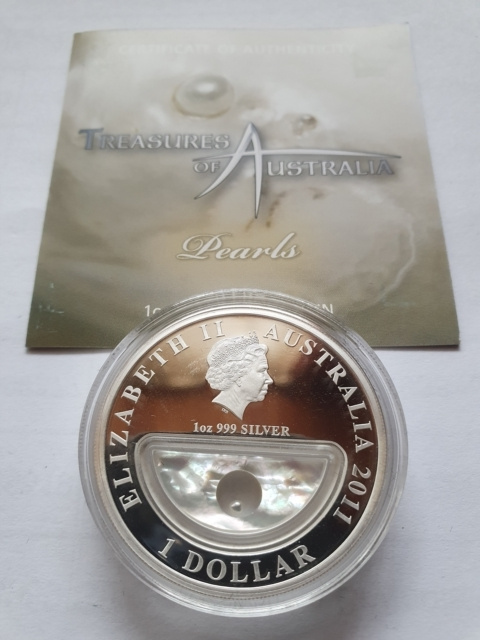 CERTIFICATE OF AUTHENTICITY
TREASURES
OF AUSTRALIA
Pearls
ELIZABETH II AUSTRALIA 2011
1oz 999 SILVER
1 DOLLAR